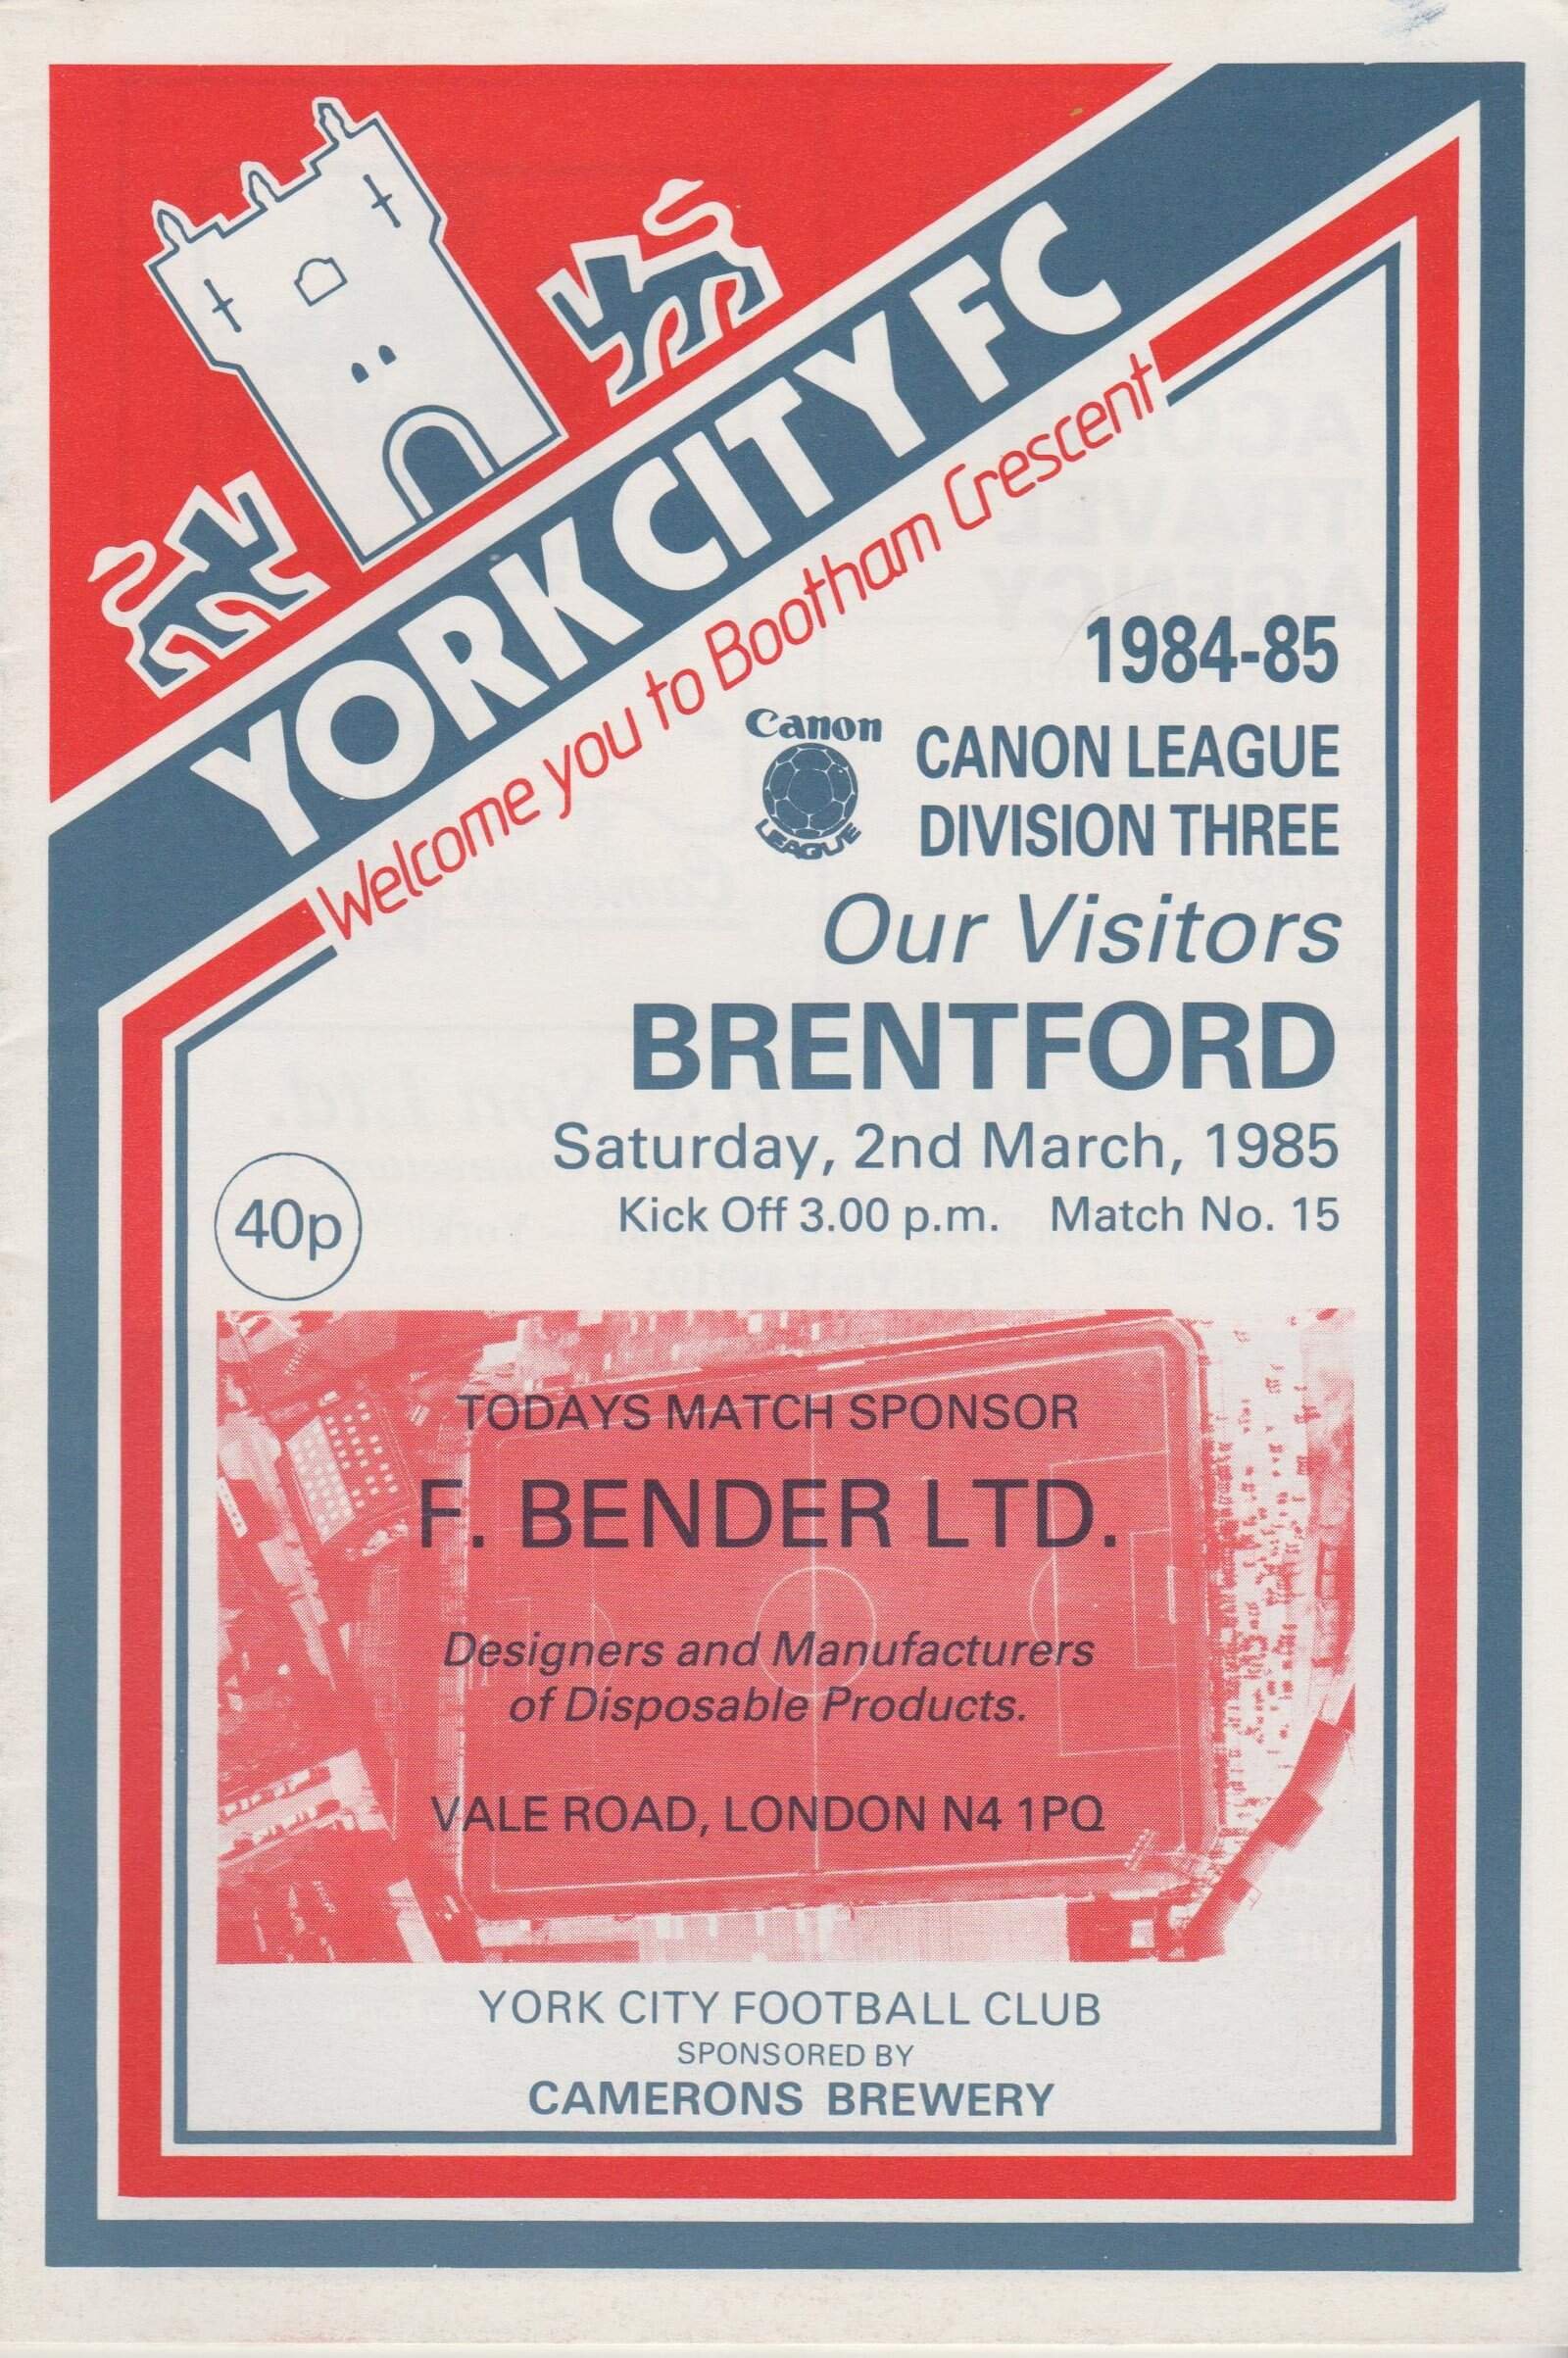 YORK CITY FC
Welcome you to Bootham Crescent
1984-85
Canon
LEAGUE
CANON LEAGUE
DIVISION THREE
Our Visitors
BRENTFORD
Saturday, 2nd March, 1985
Kick Off 3.00 p.m. Match No. 15
40p
TODAYS MATCH SPONSOR
F. BENDER LTD.
Designers and Manufacturers
of Disposable Products.
VALE ROAD, LONDON N4 1PQ
YORK CITY FOOTBALL CLUB
SPONSORED BY
CAMERONS BREWERY